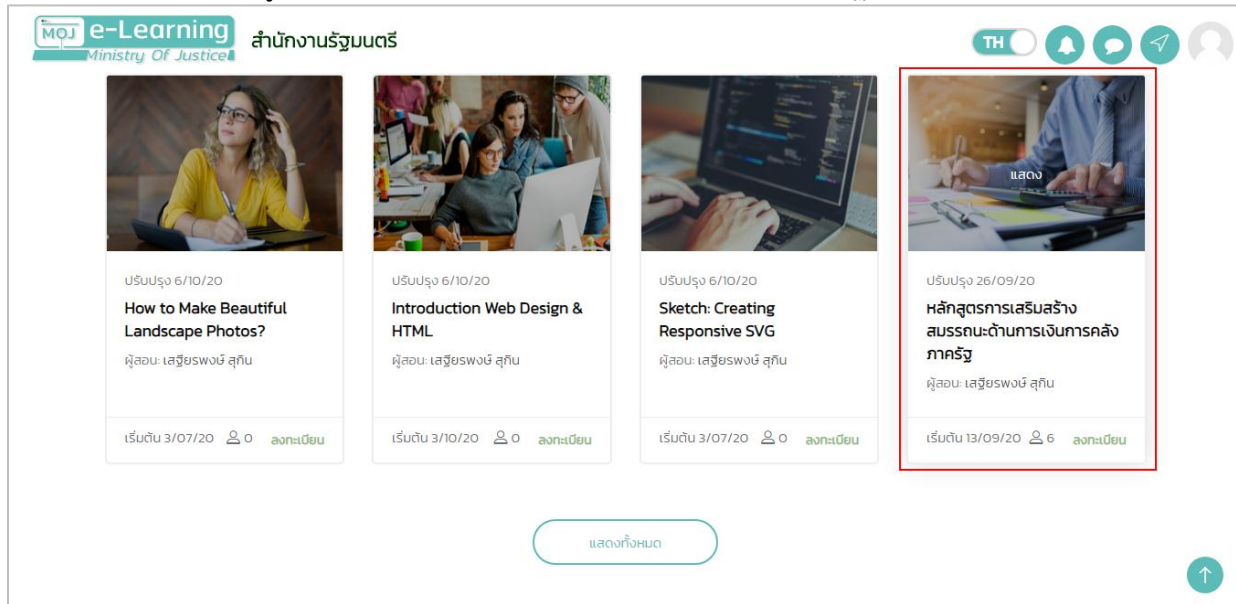 MOJ e-Learning
Ministry Of Justice
สำนักงานรัฐมนตรี
TH
แสดง
ปรับปรุง 6/10/20
How to Make Beautiful
Landscape Photos?
ผู้สอน: เสฐียรพงษ์ สุกิน
เริ่มต้น 3/07/20 0 ลงทะเบียน
ปรับปรุง 6/10/20
Introduction Web Design &
HTML
ผู้สอน: เสฐียรพงษ์ สุกิน
เริ่มต้น 3/10/20 0 ลงทะเบียน
ปรับปรุง 6/10/20
Sketch: Creating
Responsive SVG
ผู้สอน: เสฐียรพงษ์ สุกิน
เริ่มต้น 3/07/20 0 ลงทะเบียน
ปรับปรุง 26/09/20
หลักสูตรการเสริมสร้าง
สมรรถนะด้านการเงินการคลัง
ภาครัฐ
ผู้สอน: เสฐียรพงษ์ สุกิน
เริ่มต้น 13/09/20 6 ลงทะเบียน
แสดงทั้งหมด